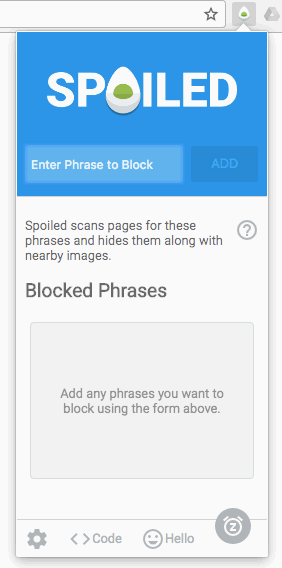 SPOILED
Enter Phrase to Block
ADD
Spoiled scans pages for these
phrases and hides them along with
nearby images.
?
Blocked Phrases
Add any phrases you want to
block using the form above.
<> Code
Hello
z